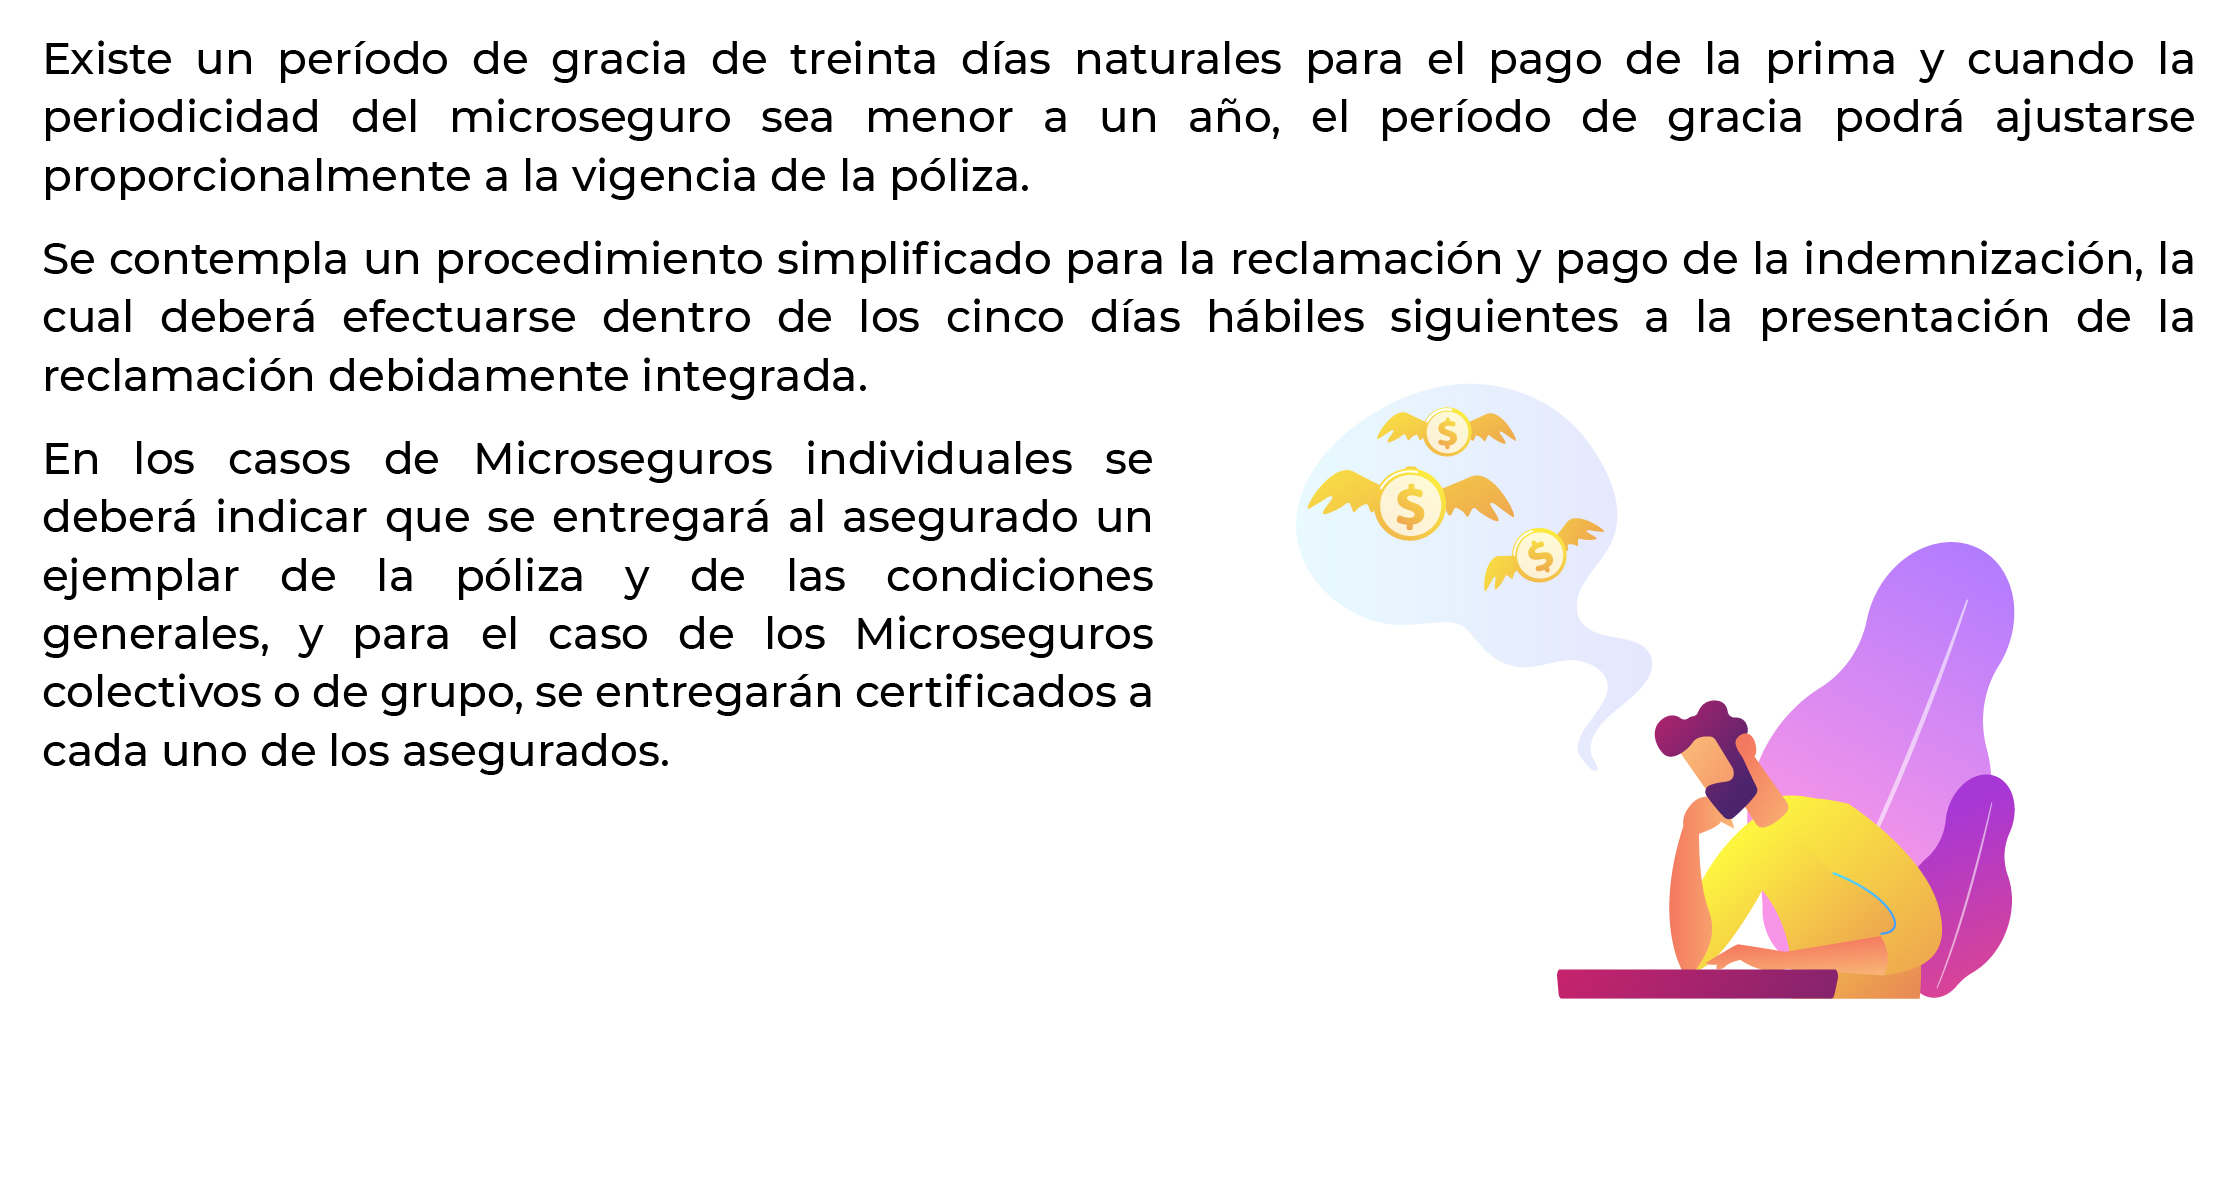 Existe un período de gracia de treinta días naturales para el pago de la prima y cuando la
periodicidad del microseguro sea menor a un año, el período de gracia podrá ajustarse
proporcionalmente a la vigencia de la póliza.
Se contempla un procedimiento simplificado para la reclamación y pago de la indemnización, la
cual deberá efectuarse dentro de los cinco días hábiles siguientes a la presentación de la
reclamación debidamente integrada.
En los casos de Microseguros individuales se
deberá indicar que se entregará al asegurado un
ejemplar de la póliza y de las condiciones
generales, y para el caso de los Microseguros
colectivos o de grupo, se entregarán certificados a
cada uno de los asegurados.
$
$
$